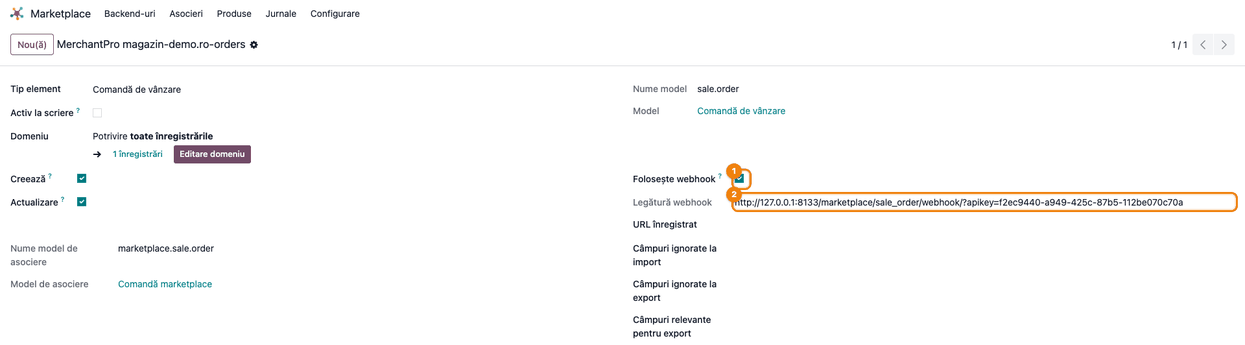 Marketplace Backend-uri Asocieri Produse Jurnale Configurare
Nou(ă) MerchantPro magazin-demo.ro-orders 1 / 1
Tip element Comandă de vânzare
Nume model sale.order
Activ la scriere ?
Model Comandă de vânzare
Domeniu Potrivire toate înregistrările
1 înregistrări Editare domeniu
Creează ?
Folosește webhook ? 1
Actualizare ?
Legătură webhook 2 http://127.0.0.1:8133/marketplace/sale_order/webhook/?apikey=f2ec9440-a949-425c-87b5-112be070c70a
URL înregistrat
Nume model de
asociere
marketplace.sale.order
Câmpuri ignorate la
import
Model de asociere Comandă marketplace
Câmpuri ignorate la
export
Câmpuri relevante
pentru export